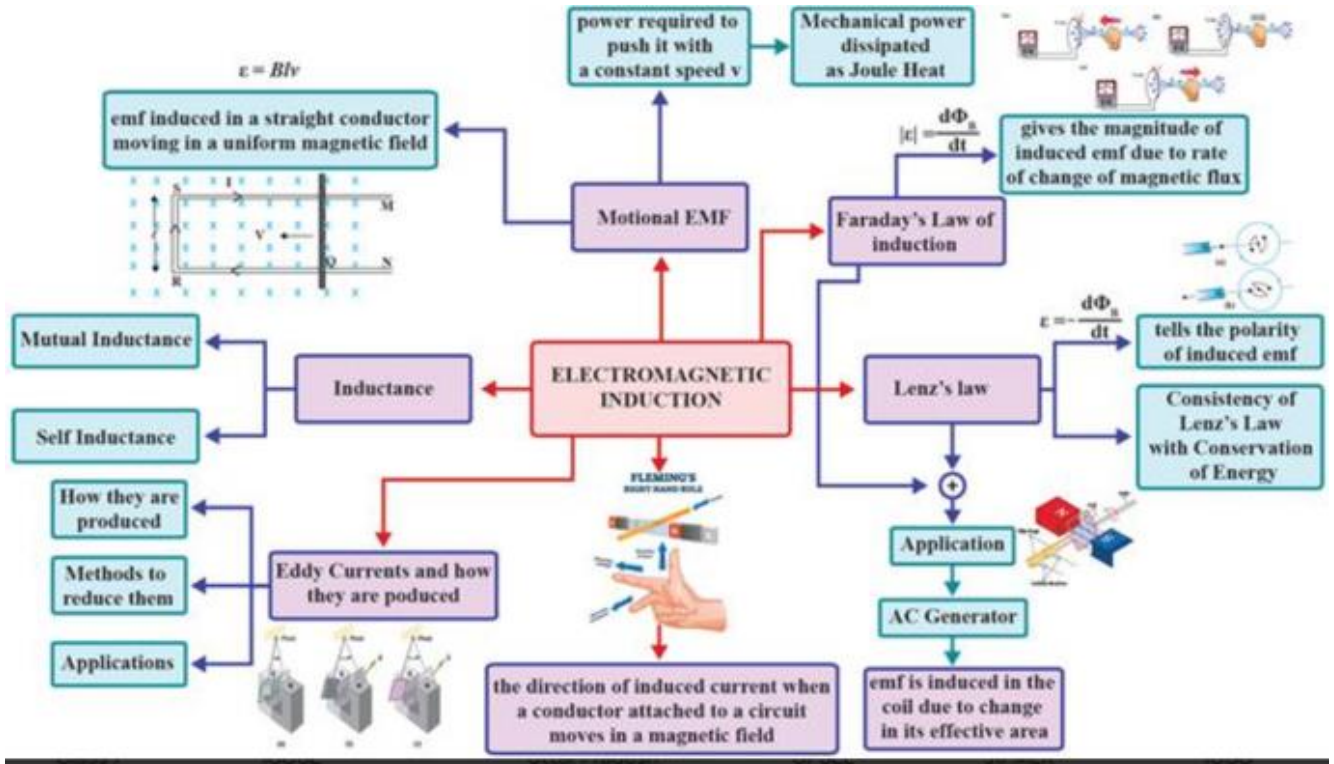 power required to
push it with
a constant speed v
Mechanical power
dissipated
as Joule Heat
ε = Blv
emf induced in a straight conductor
moving in a uniform magnetic field
|ε| = dΦB/dt
gives the magnitude of
induced emf due to rate
of change of magnetic flux
S
I
M
V
l
Q
N
R
Motional EMF
Faraday's Law of
induction
ε = - dΦB/dt
tells the polarity
of induced emf
Mutual Inductance
Inductance
ELECTROMAGNETIC
INDUCTION
Lenz's law
Self Inductance
Consistency of
Lenz's Law
with Conservation
of Energy
How they are
produced
FLEMING'S
RIGHT HAND RULE
+
Application
Eddy Currents and how
they are poduced
Methods to
reduce them
AC Generator
Applications
the direction of induced current when
a conductor attached to a circuit
moves in a magnetic field
emf is induced in the
coil due to change
in its effective area